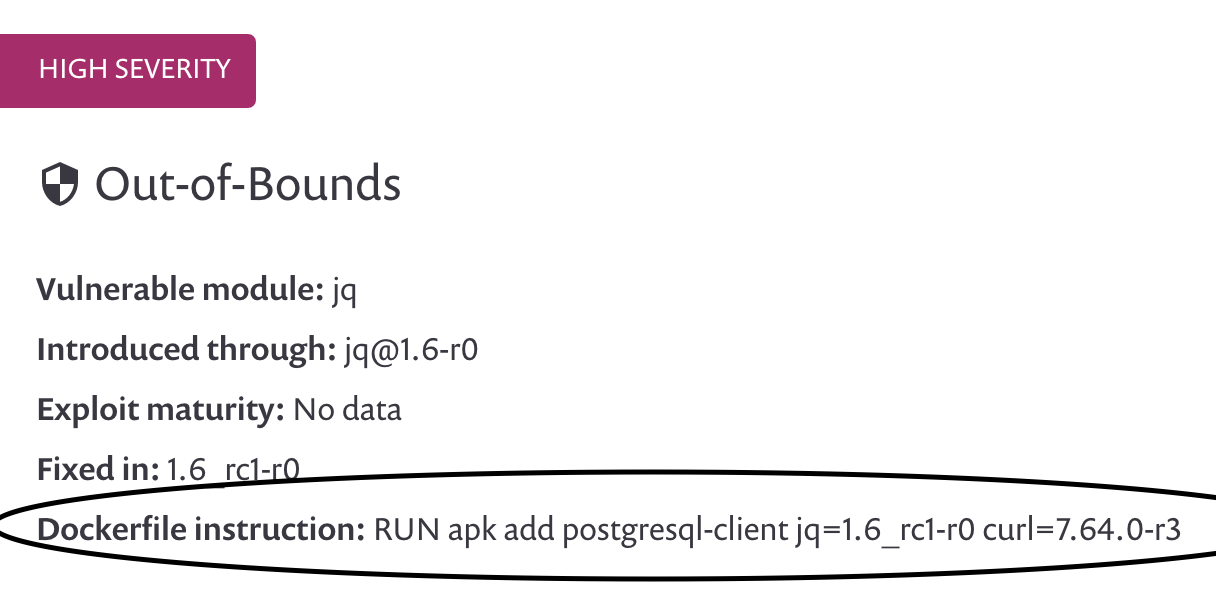 HIGH SEVERITY
Out-of-Bounds
Vulnerable module: jq
Introduced through: jq@1.6-r0
Exploit maturity: No data
Fixed in: 1.6_rc1-r0
Dockerfile instruction: RUN apk add postgresql-client jq=1.6_rc1-r0 curl=7.64.0-r3